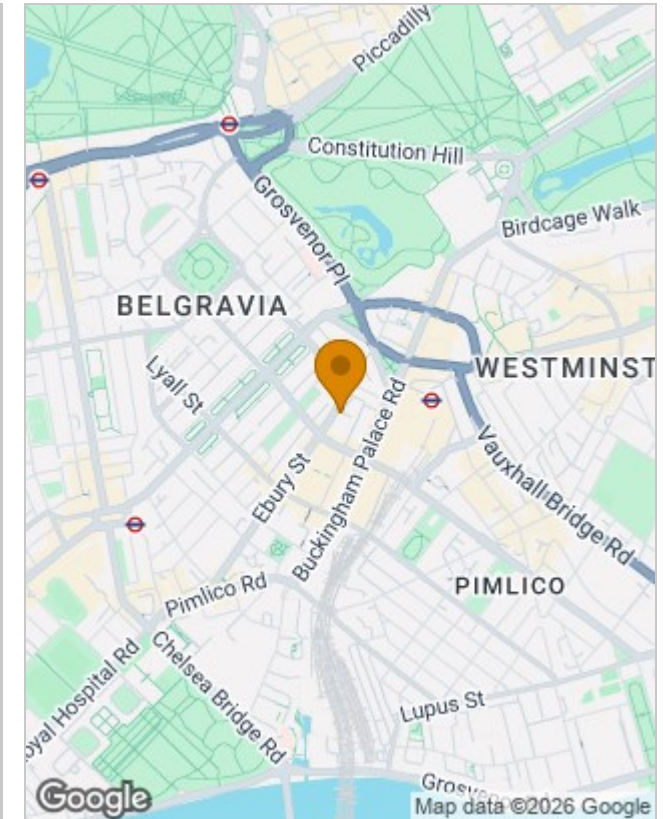 Piccadilly
Constitution Hill
Grosvenor Pl
Birdcage Walk
BELGRAVIA
WESTMINST
Lyall St
Ebury St
Buckingham Palace Rd
Vauxhall Bridge Rd
PIMLICO
Pimlico Rd
oyal Hospital Rd
Chelsea Bridge Rd
Lupus St
Grosvenor
Google
Map data ©2026 Google